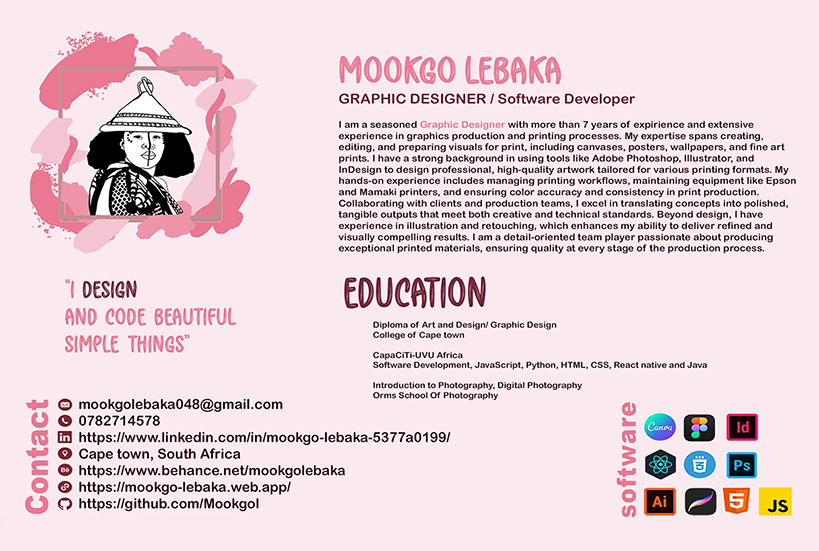 MOOKGO LEBAKA
GRAPHIC DESIGNER / Software Developer
I am a seasoned Graphic Designer with more than 7 years of expirience and extensive
experience in graphics production and printing processes. My expertise spans creating,
editing, and preparing visuals for print, including canvases, posters, wallpapers, and fine art
prints. I have a strong background in using tools like Adobe Photoshop, Illustrator, and
InDesign to design professional, high-quality artwork tailored for various printing formats. My
hands-on experience includes managing printing workflows, maintaining equipment like Epson
and Mamaki printers, and ensuring color accuracy and consistency in print production.
Collaborating with clients and production teams, I excel in translating concepts into polished,
tangible outputs that meet both creative and technical standards. Beyond design, I have
experience in illustration and retouching, which enhances my ability to deliver refined and
visually compelling results. I am a detail-oriented team player passionate about producing
exceptional printed materials, ensuring quality at every stage of the production process.
"I DESIGN
AND CODE BEAUTIFUL
SIMPLE THINGS"
EDUCATION
Diploma of Art and Design/ Graphic Design
College of Cape town
CapaCiTi-UVU Africa
Software Development, JavaScript, Python, HTML, CSS, React native and Java
Introduction to Photography, Digital Photography
Orms School Of Photography
Contact
mookgolebaka048@gmail.com
0782714578
https://www.linkedin.com/in/mookgo-lebaka-5377a0199/
Cape town, South Africa
https://www.behance.net/mookgolebaka
https://mookgo-lebaka.web.app/
https://github.com/Mookgol
software
Canva
Id
Ps
Ai
5
JS